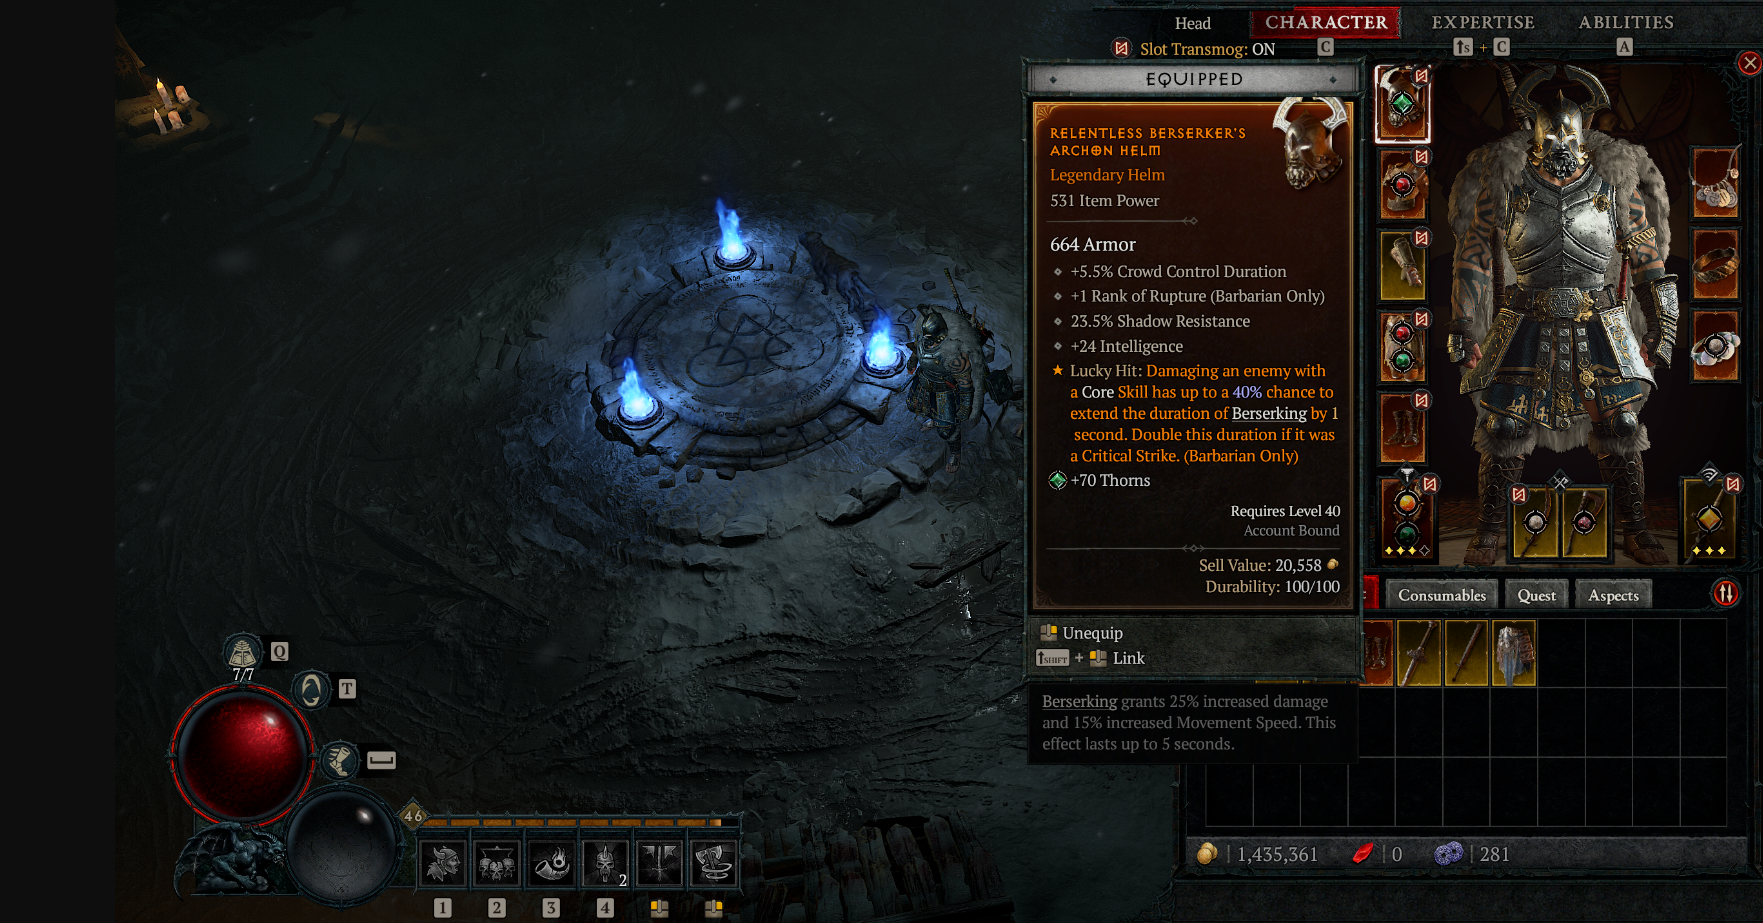 Head
CHARACTER
EXPERTISE
ABILITIES
Slot Transmog: ON
C
S + C
A
EQUIPPED
RELENTLESS BERSERKER'S
ARCHON HELM
Legendary Helm
531 Item Power
664 Armor
+5.5% Crowd Control Duration
+1 Rank of Rupture (Barbarian Only)
23.5% Shadow Resistance
+24 Intelligence
Lucky Hit: Damaging an enemy with
a Core Skill has up to a 40% chance to
extend the duration of Berserking by 1
second. Double this duration if it was
a Critical Strike. (Barbarian Only)
+70 Thorns
Requires Level 40
Account Bound
Sell Value: 20,558
Durability: 100/100
Unequip
SHIFT + Link
Berserking grants 25% increased damage
and 15% increased Movement Speed. This
effect lasts up to 5 seconds.
Consumables
Quest
Aspects
1,435,361
0
281
Q
7/7
T
46
2
1
2
3
4